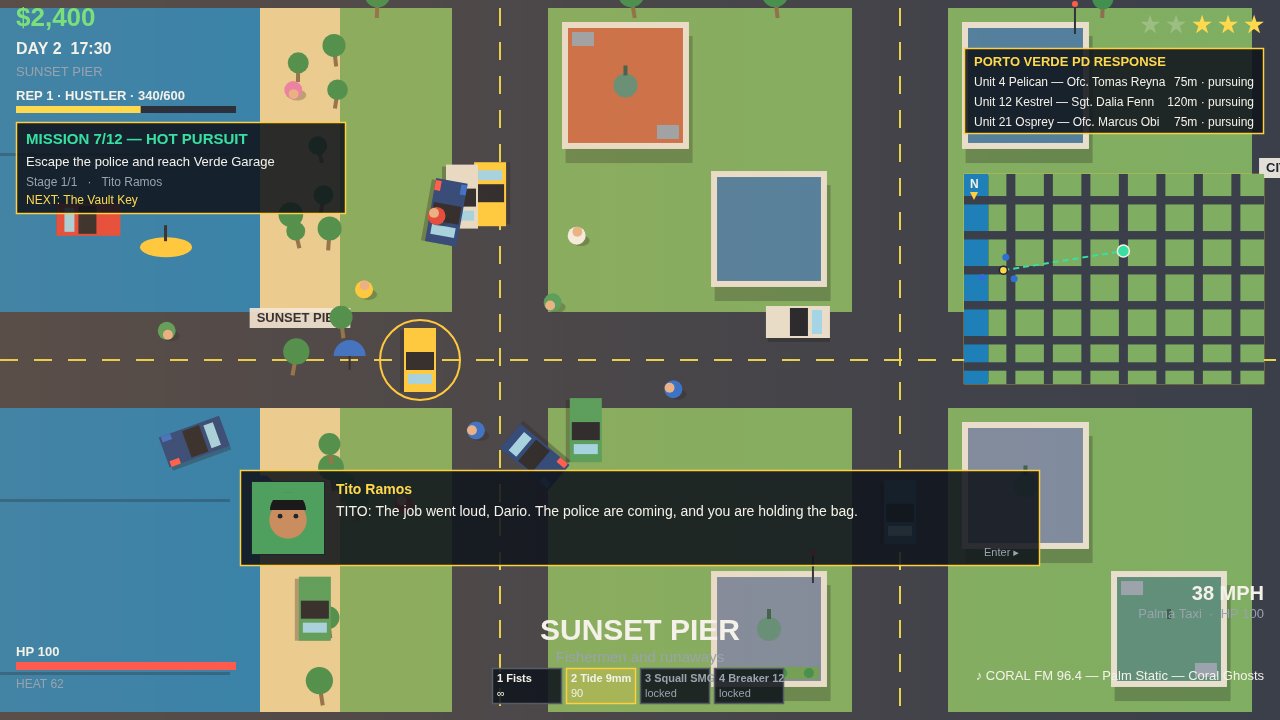 $2,400
DAY 2 17:30
SUNSET PIER
REP 1 · HUSTLER · 340/600
MISSION 7/12 — HOT PURSUIT
Escape the police and reach Verde Garage
Stage 1/1 · Tito Ramos
NEXT: The Vault Key
★ ★ ★ ★ ★
PORTO VERDE PD RESPONSE
Unit 4 Pelican — Ofc. Tomas Reyna 75m · pursuing
Unit 12 Kestrel — Sgt. Dalia Fenn 120m · pursuing
Unit 21 Osprey — Ofc. Marcus Obi 75m · pursuing
N
SUNSET PIE
Tito Ramos
TITO: The job went loud, Dario. The police are coming, and you are holding the bag.
Enter ▸
38 MPH
Palma Taxi · HP 100
SUNSET PIER
Fishermen and runaways
HP 100
HEAT 62
1 Fists
∞
2 Tide 9mm
90
3 Squall SMG
locked
4 Breaker 12
locked
♪ CORAL FM 96.4 — Palm Static — Coral Ghosts